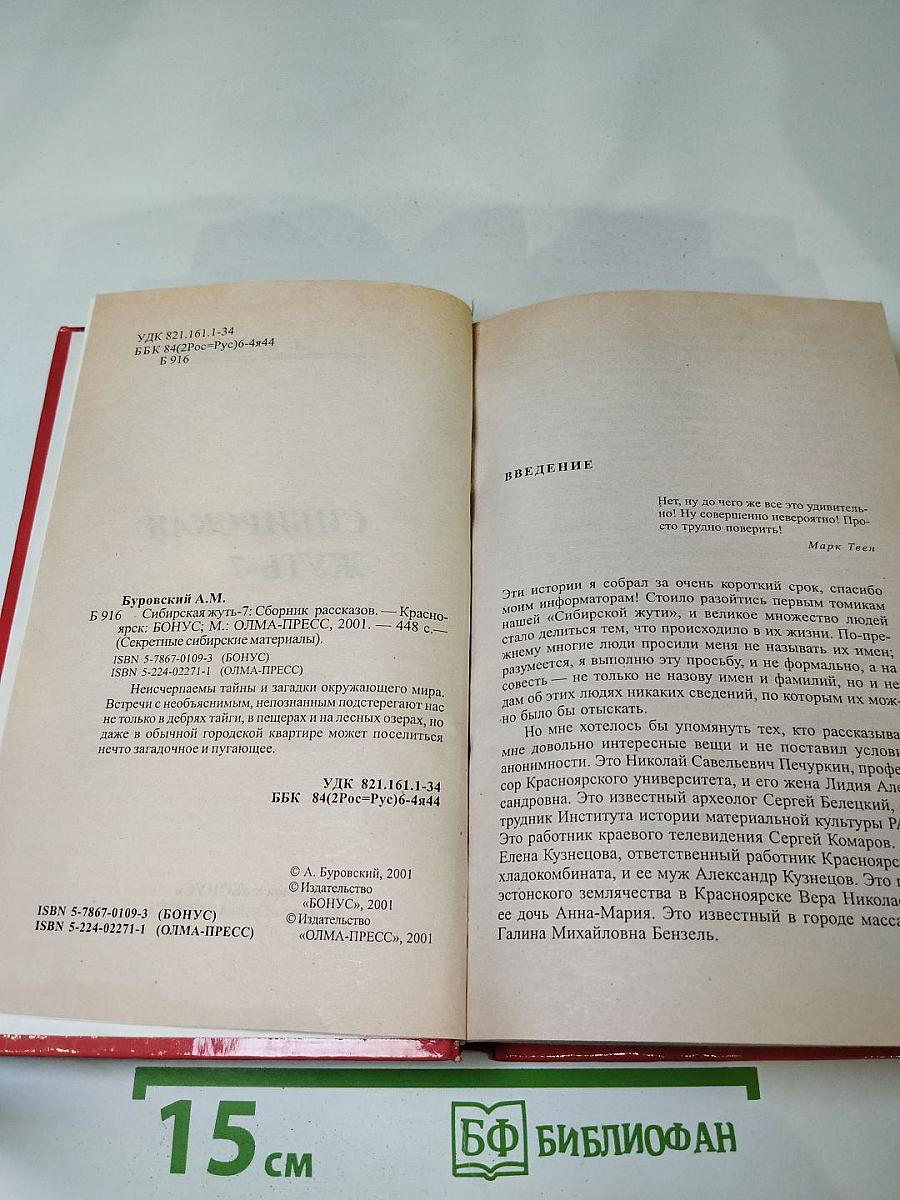 УДК 821.161.1-34
ББК 84(2Рос=Рус)6-4я44
Б 916
Буровский А.М.
Б 916 Сибирская жуть-7: Сборник рассказов. — Красно-
ярск: БОНУС; М.: ОЛМА-ПРЕСС, 2001. — 448 с.—
(Секретные сибирские материалы).
ISBN 5-7867-0109-3 (БОНУС)
ISBN 5-224-02271-1 (ОЛМА-ПРЕСС)
Неисчерпаемы тайны и загадки окружающего мира.
Встречи с необъяснимым, непознанным подстерегают нас
не только в дебрях тайги, в пещерах и на лесных озерах, но
даже в обычной городской квартире может поселиться
нечто загадочное и пугающее.
УДК 821.161.1-34
ББК 84(2Рос=Рус)6-4я44
© А. Буровский, 2001
© Издательство
«БОНУС», 2001
© Издательство
«ОЛМА-ПРЕСС», 2001
ISBN 5-7867-0109-3 (БОНУС)
ISBN 5-224-02271-1 (ОЛМА-ПРЕСС)
ВВЕДЕНИЕ
Нет, ну до чего же все это удивитель-
но! Ну совершенно невероятно! Про-
сто трудно поверить!
Марк Твен
Эти истории я собрал за очень короткий срок, спасибо
моим информаторам! Стоило разойтись первым томикам
нашей «Сибирской жути», и великое множество людей
стало делиться тем, что происходило в их жизни. По-пре-
жнему многие люди просили меня не называть их имен;
разумеется, я выполню эту просьбу, и не формально, а на
совесть — не только не назову имен и фамилий, но и не
дам об этих людях никаких сведений, по которым их мож-
но было бы отыскать.
Но мне хотелось бы упомянуть тех, кто рассказыва
мне довольно интересные вещи и не поставил услови
анонимности. Это Николай Савельевич Печуркин, профе
сор Красноярского университета, и его жена Лидия Але
сандровна. Это известный археолог Сергей Белецкий,
трудник Института истории материальной культуры РА
Это работник краевого телевидения Сергей Комаров.
Елена Кузнецова, ответственный работник Красноярс
хладокомбината, и ее муж Александр Кузнецов. Это
эстонского землячества в Красноярске Вера Никола
ее дочь Анна-Мария. Это известный в городе масса
Галина Михайловна Бензель.
15 см
БФ БИБЛИОФАН